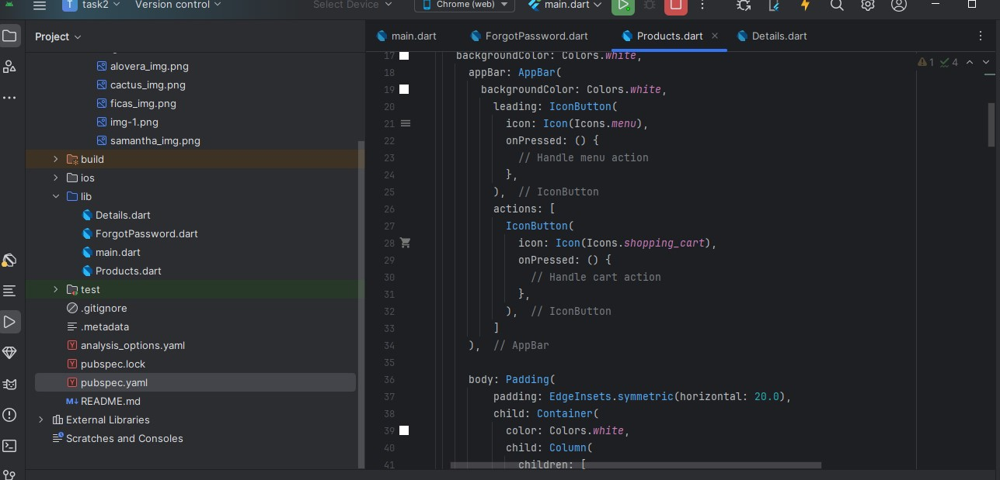 T task2 Version control Select Device Chrome (web) main.dart
Project
main.dart ForgotPassword.dart Products.dart Details.dart
alovera_img.png
cactus_img.png
ficas_img.png
img-1.png
samantha_img.png
build
ios
lib
Details.dart
ForgotPassword.dart
main.dart
Products.dart
test
.gitignore
.metadata
Y analysis_options.yaml
Y pubspec.lock
Y pubspec.yaml
M↓ README.md
External Libraries
Scratches and Consoles
1 4
17 backgroundColor: Colors.white,
18 appBar: AppBar(
19 backgroundColor: Colors.white,
20 leading: IconButton(
21 icon: Icon(Icons.menu),
22 onPressed: () {
23 // Handle menu action
24 },
25 ), // IconButton
26 actions: [
27 IconButton(
28 icon: Icon(Icons.shopping_cart),
29 onPressed: () {
30 // Handle cart action
31 },
32 ), // IconButton
33 ]
34 ), // AppBar
35
36 body: Padding(
37 padding: EdgeInsets.symmetric(horizontal: 20.0),
38 child: Container(
39 color: Colors.white,
40 child: Column(
41 children: [